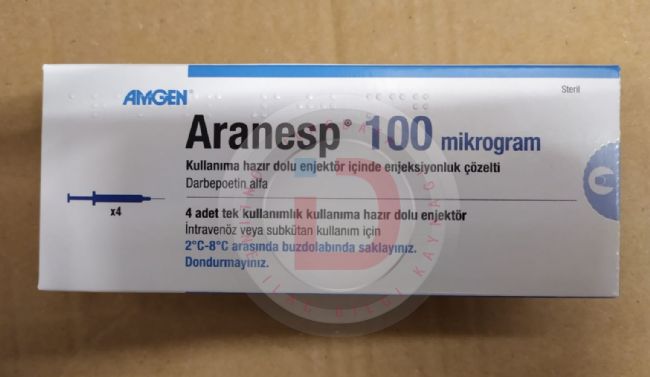 AMGEN®
Steril
Aranesp® 100 mikrogram
Kullanıma hazır dolu enjektör içinde enjeksiyonluk çözelti
Darbepoetin alfa
x4
4 adet tek kullanımlık kullanıma hazır dolu enjektör
İntravenöz veya subkütan kullanım için
2°C-8°C arasında buzdolabında saklayınız.
Dondurmayınız.